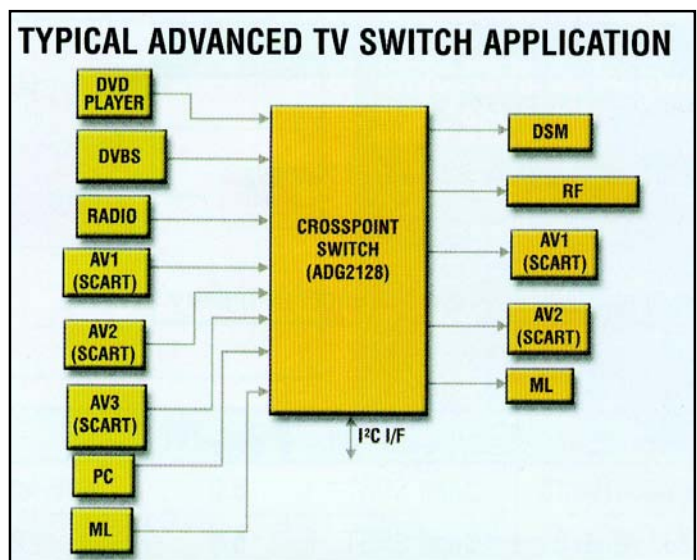 TYPICAL ADVANCED TV SWITCH APPLICATION
DVD
PLAYER
DVBS
RADIO
AV1
(SCART)
AV2
(SCART)
AV3
(SCART)
PC
ML
CROSSPOINT
SWITCH
(ADG2128)
I²C I/F
DSM
RF
AV1
(SCART)
AV2
(SCART)
ML